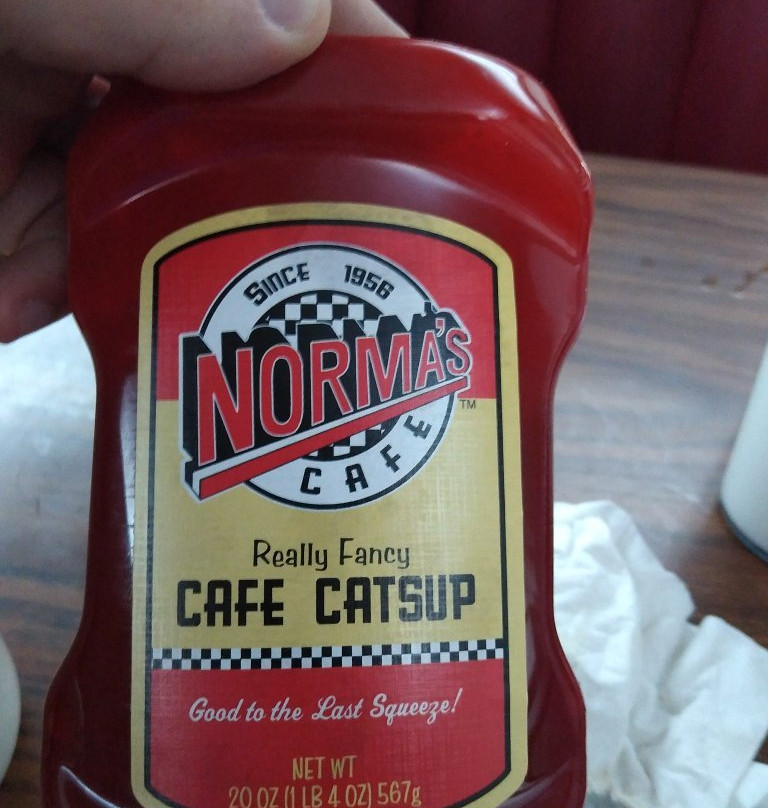 SINCE 1956
NORMA'S
TM
CAFE
Really Fancy
CAFE CATSUP
Good to the Last Squeeze!
NET WT
20 OZ (1 LB 4 OZ) 567g